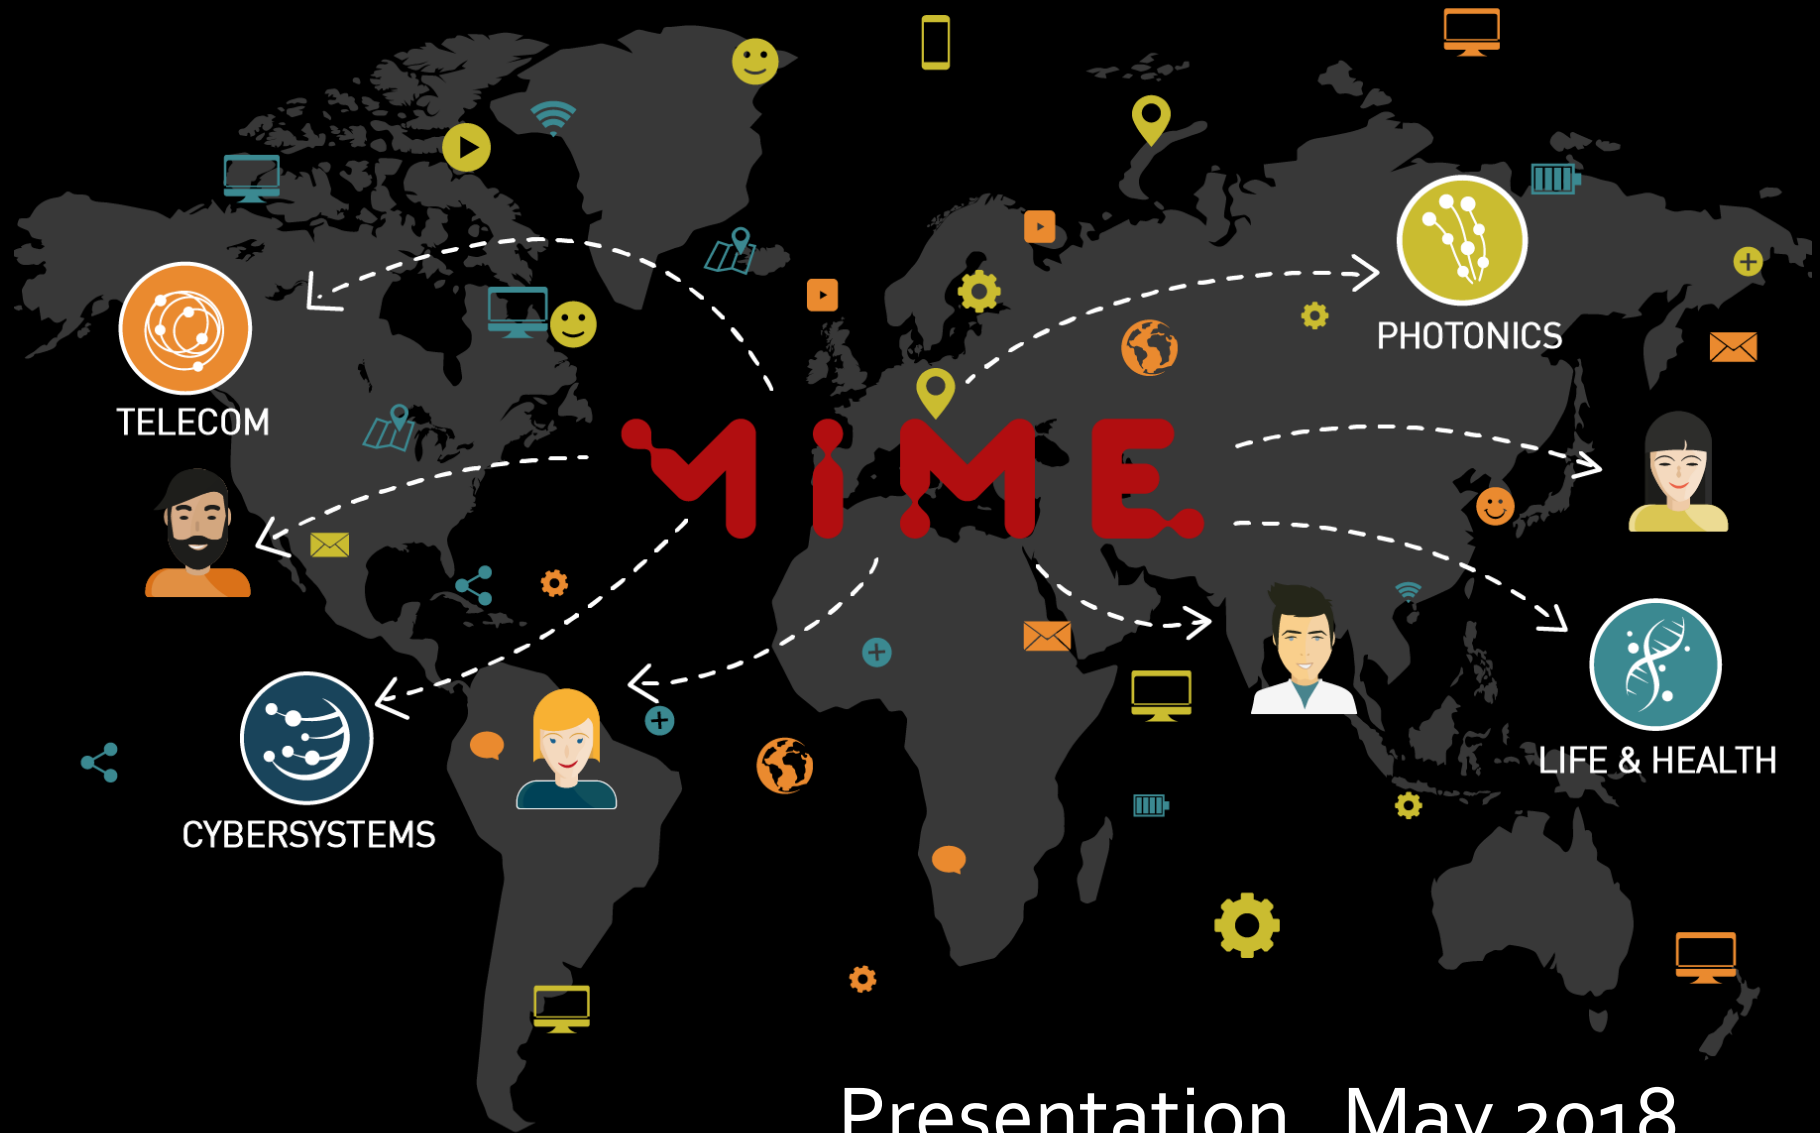 PHOTONICS
TELECOM
MiME
LIFE & HEALTH
CYBERSYSTEMS
Presentation May 2018